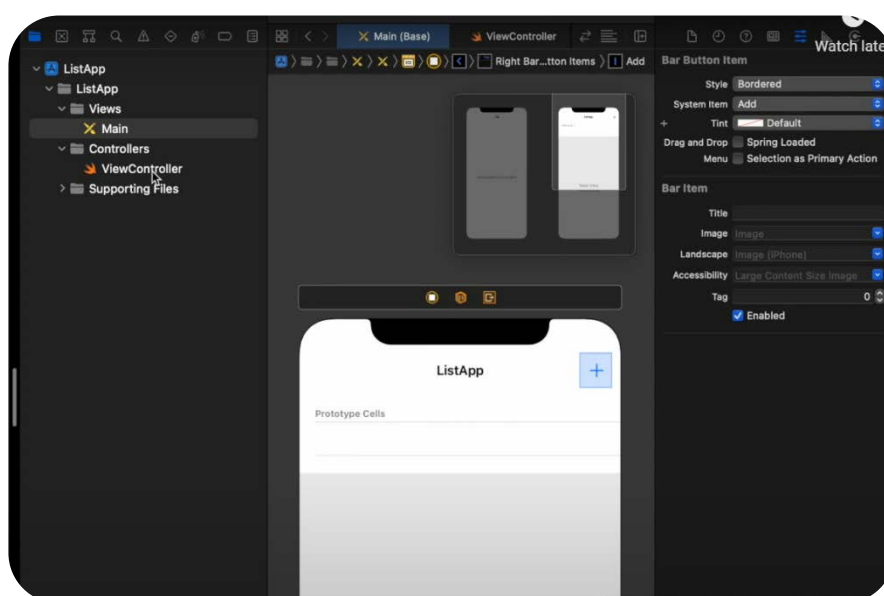 Main (Base)
ViewController
Watch late
Right Bar...tton Items
Add
ListApp
ListApp
Views
Main
Controllers
ViewController
Supporting Files
ListApp
Prototype Cells
Bar Button Item
Style Bordered
System Item Add
+ Tint Default
Drag and Drop Spring Loaded
Menu Selection as Primary Action
Bar Item
Title
Image Image
Landscape Image (iPhone)
Accessibility Large Content Size Image
Tag 0
Enabled